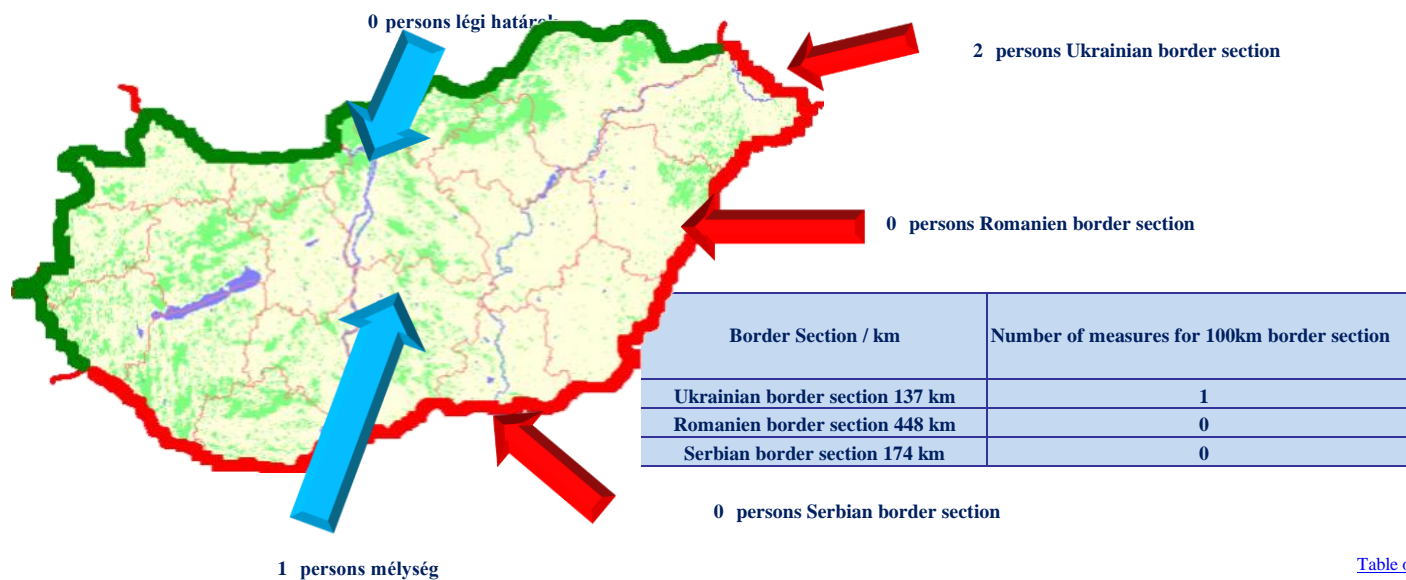 0 persons légi határok
2 persons Ukrainian border section
0 persons Romanien border section
Border Section / km Number of measures for 100km border section
Ukrainian border section 137 km 1
Romanien border section 448 km 0
Serbian border section 174 km 0
0 persons Serbian border section
1 persons mélység
Table